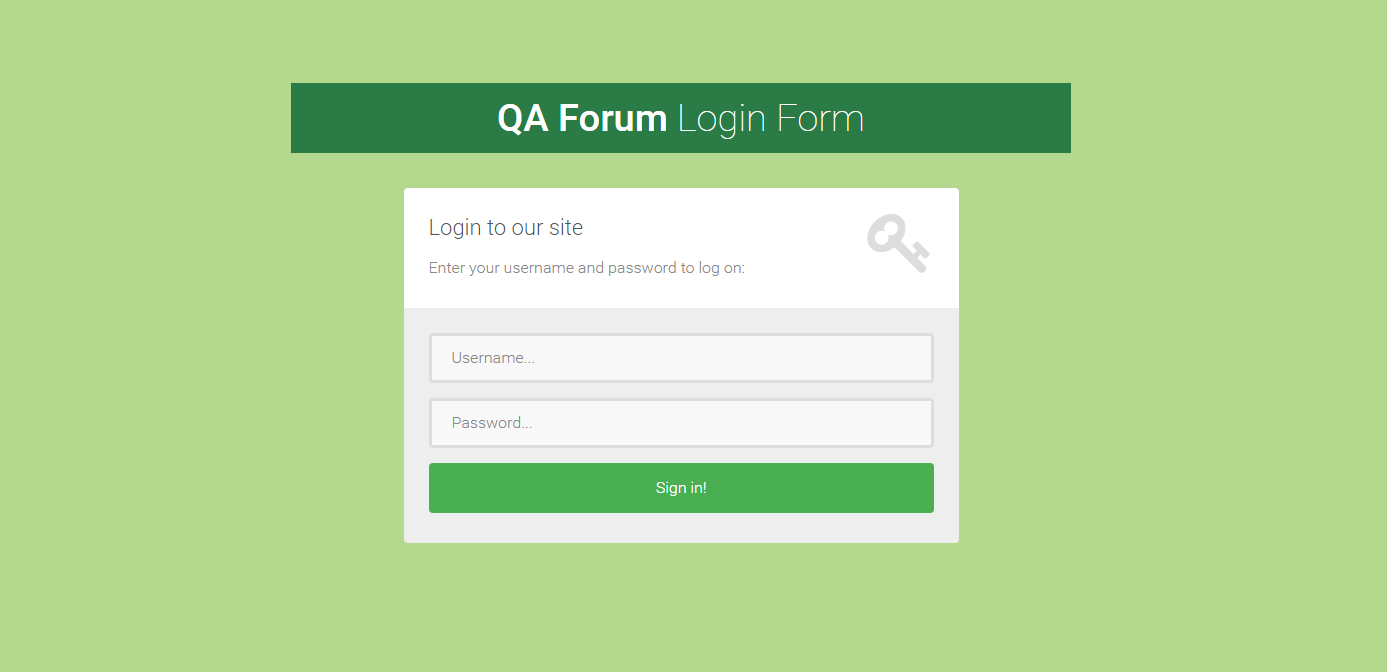 QA Forum Login Form
Login to our site
Enter your username and password to log on:
Username...
Password...
Sign in!